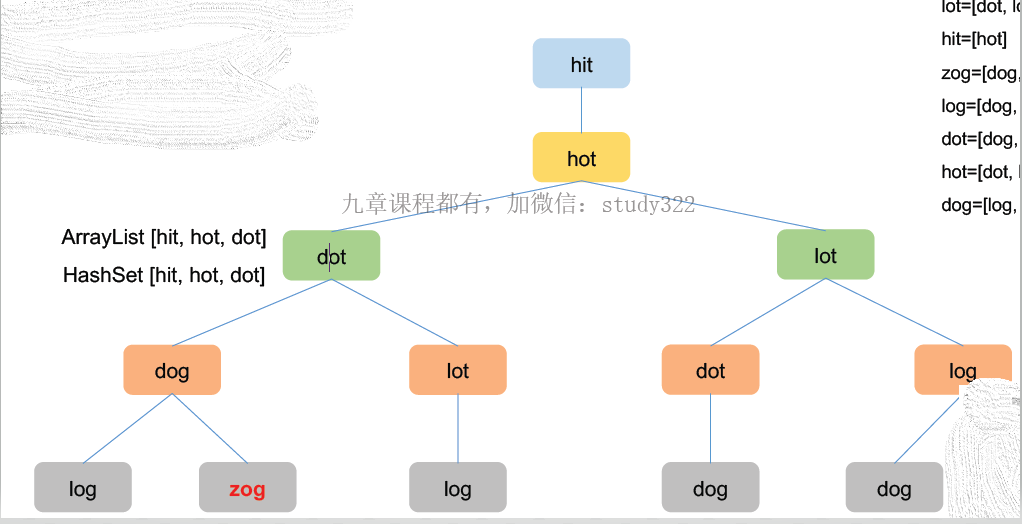 lot=[dot,
hit=[hot]
zog=[dog,
log=[dog,
dot=[dog,
hot=[dot,
dog=[log,
hit
hot
九章课程都有，加微信：study322
ArrayList [hit, hot, dot]
HashSet [hit, hot, dot]
dot
lot
dog
lot
dot
log
log
zog
log
dog
dog